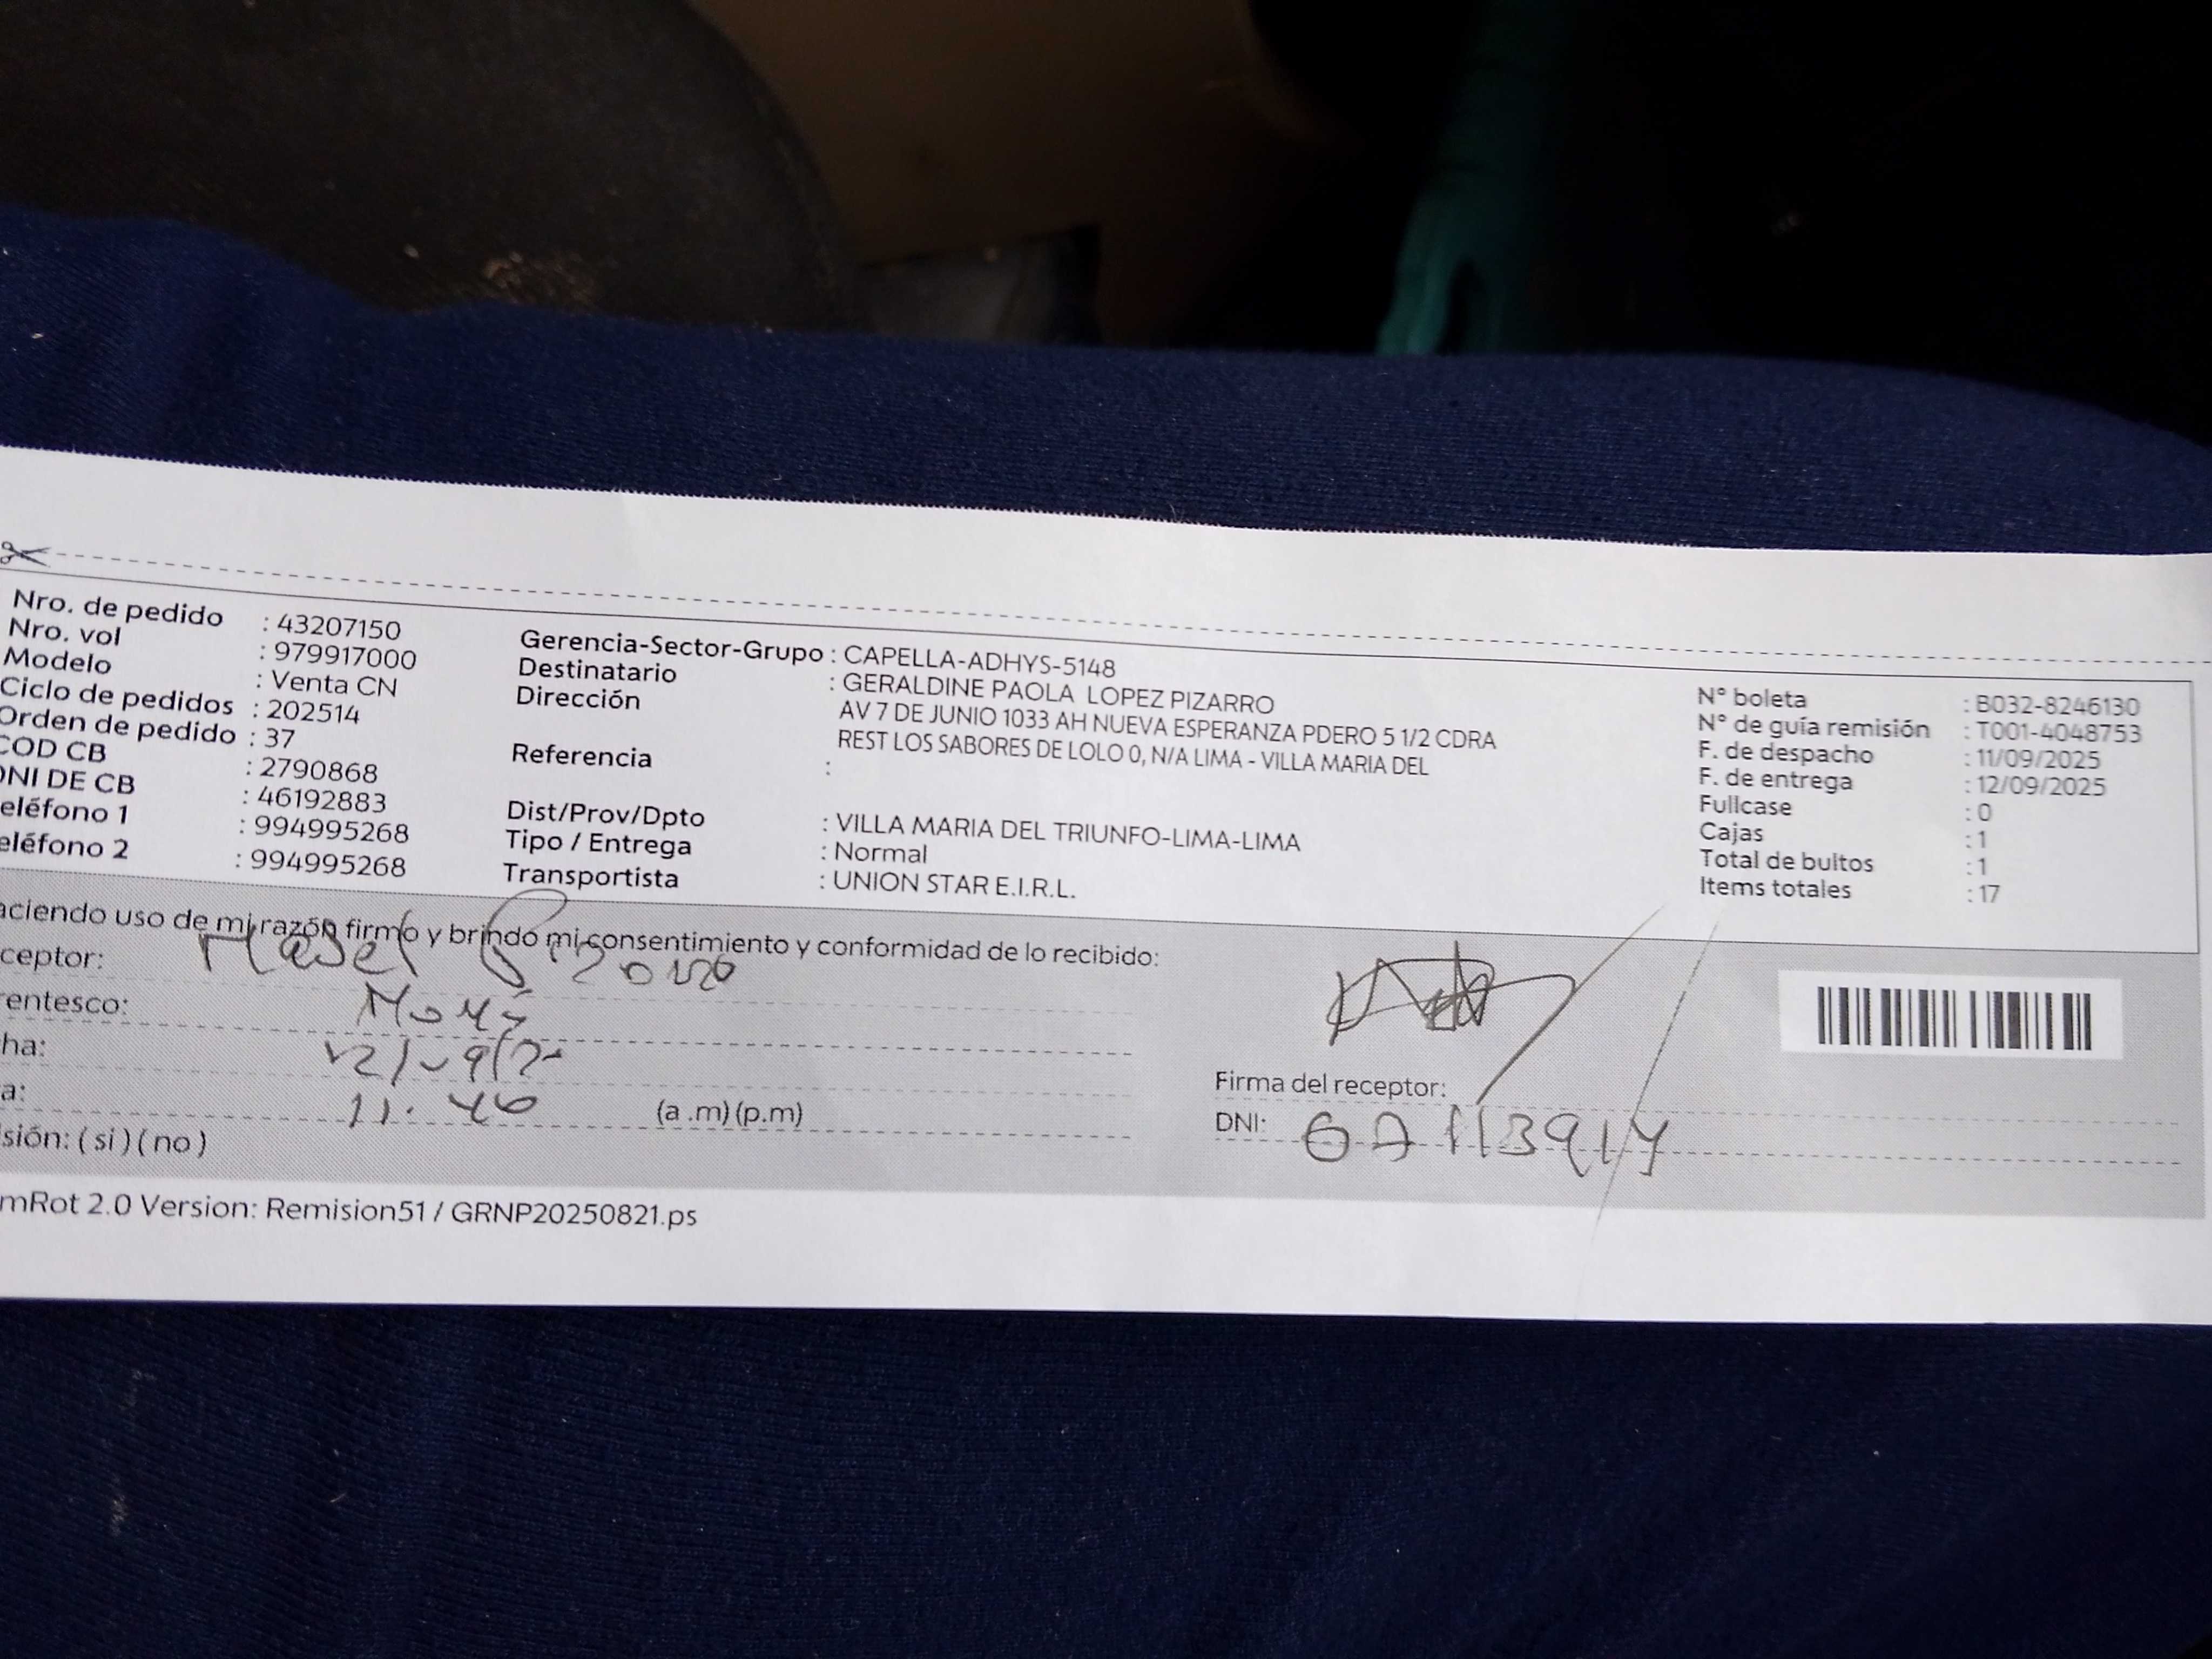 Nro. de pedido : 43207150
Nro. vol : 979917000
Modelo : Venta CN
Ciclo de pedidos : 202514
Orden de pedido : 37
COD CB : 2790868
DNI DE CB : 46192883
eléfono 1 : 994995268
eléfono 2 : 994995268
Gerencia-Sector-Grupo : CAPELLA-ADHYS-5148
Destinatario : GERALDINE PAOLA LOPEZ PIZARRO
Dirección AV 7 DE JUNIO 1033 AH NUEVA ESPERANZA PDERO 5 1/2 CDRA
REST LOS SABORES DE LOLO 0, N/A LIMA - VILLA MARIA DEL
Referencia :
Dist/Prov/Dpto : VILLA MARIA DEL TRIUNFO-LIMA-LIMA
Tipo / Entrega : Normal
Transportista : UNION STAR E.I.R.L.
N° boleta : B032-8246130
N° de guía remisión : T001-4048753
F. de despacho : 11/09/2025
F. de entrega : 12/09/2025
Fullcase : 0
Cajas : 1
Total de bultos : 1
Items totales : 17
aciendo uso de mi razón firmo y brindo mi consentimiento y conformidad de lo recibido:
ceptor:
rentesco:
ha:
a: 11:40 (a .m) (p.m)
sión: ( si ) ( no )
Firma del receptor:
DNI:
mRot 2.0 Version: Remision51 / GRNP20250821.ps